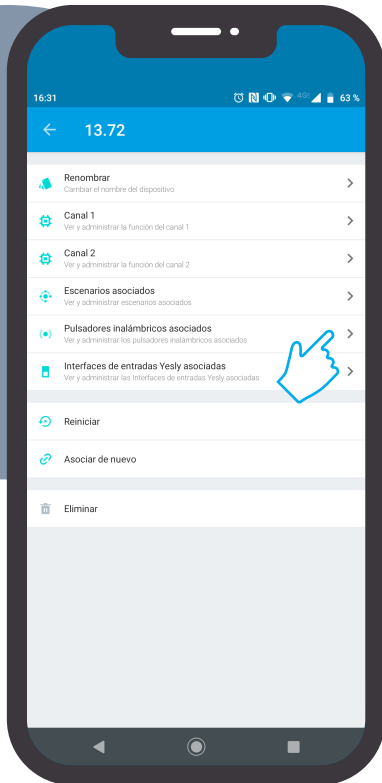 16:31 4G 63 %
13.72
Renombrar
Cambiar el nombre del dispositivo
Canal 1
Ver y administrar la función del canal 1
Canal 2
Ver y administrar la función del canal 2
Escenarios asociados
Ver y administrar escenarios asociados
Pulsadores inalámbricos asociados
Ver y administrar los pulsadores inalámbricos asociados
Interfaces de entradas Yesly asociadas
Ver y administrar las Interfaces de entradas Yesly asociadas
Reiniciar
Asociar de nuevo
Eliminar